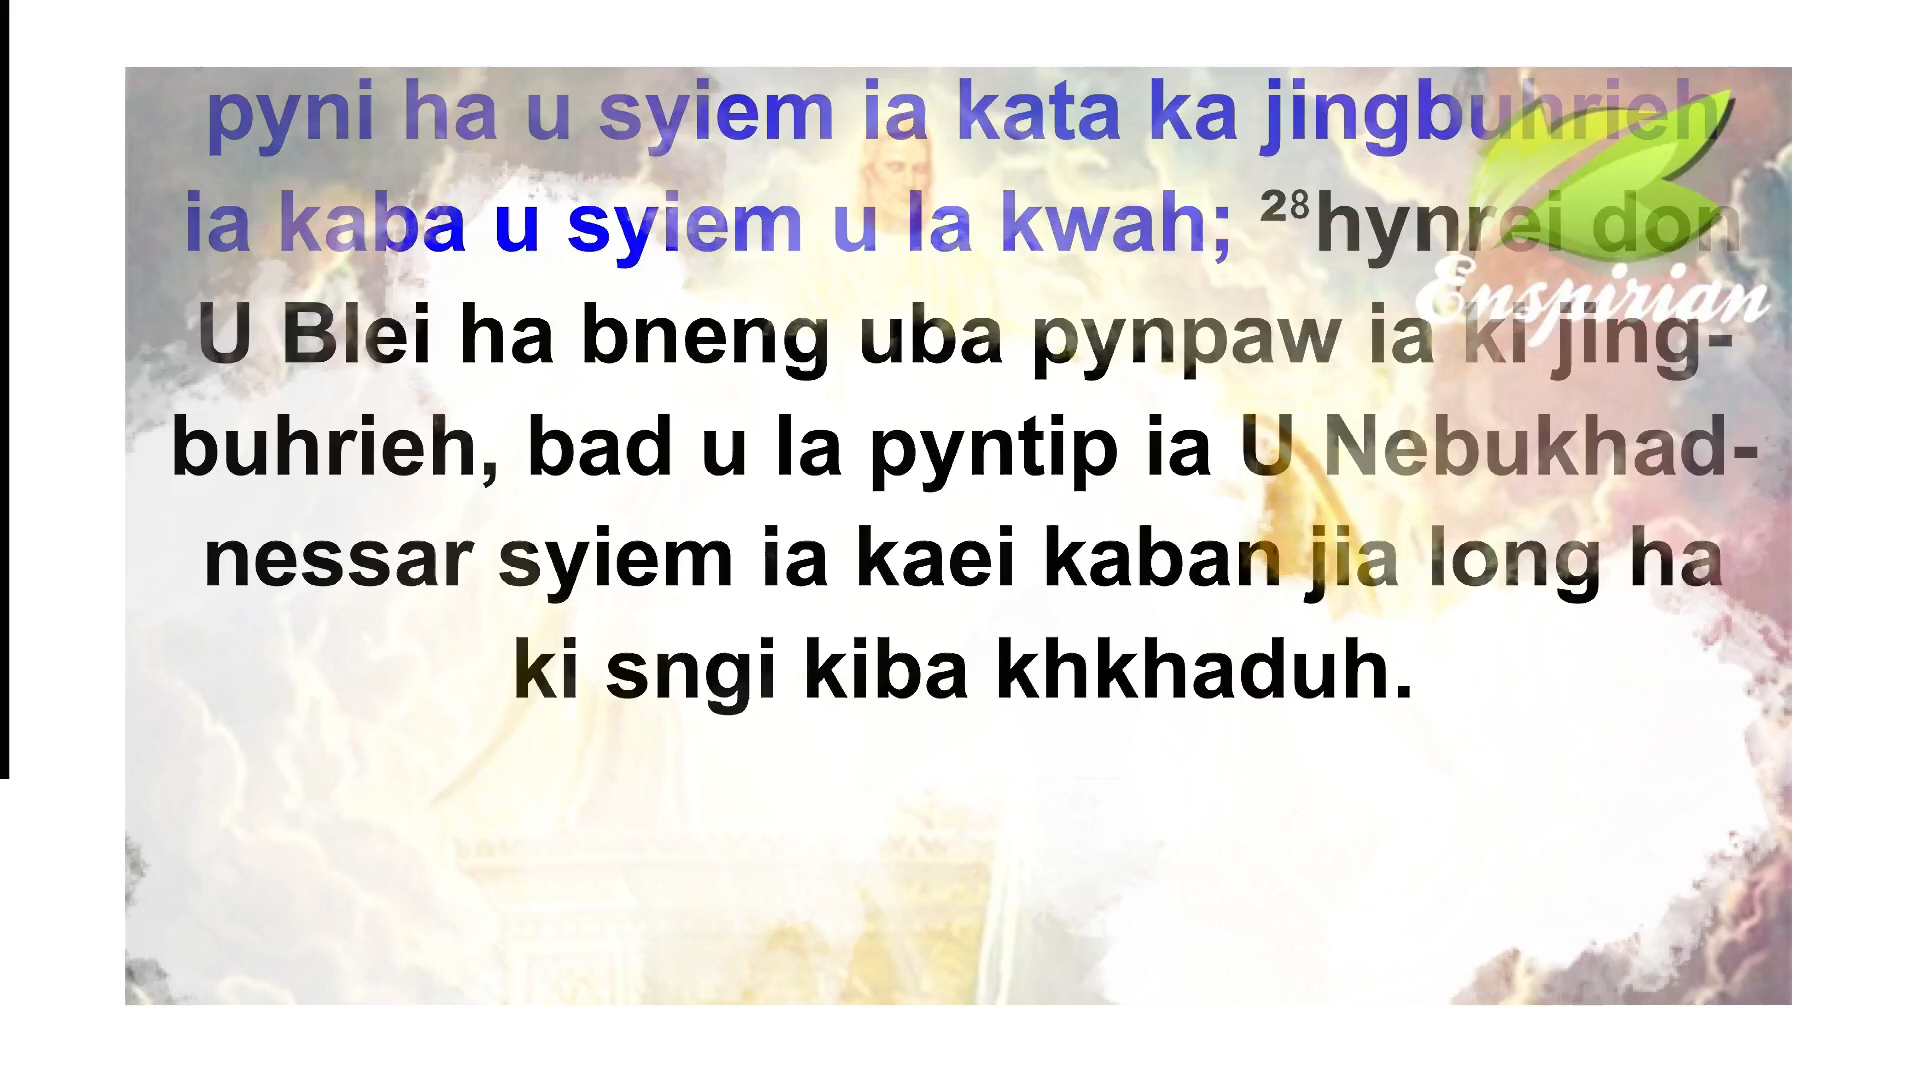 pyni ha u syiem ia kata ka jingbuhrieh
ia kaba u syiem u la kwah; ²⁸hynrei don
Enspirian
U Blei ha bneng uba pynpaw ia ki jing-
buhrieh, bad u la pyntip ia U Nebukhad-
nessar syiem ia kaei kaban jia long ha
ki sngi kiba khkhaduh.